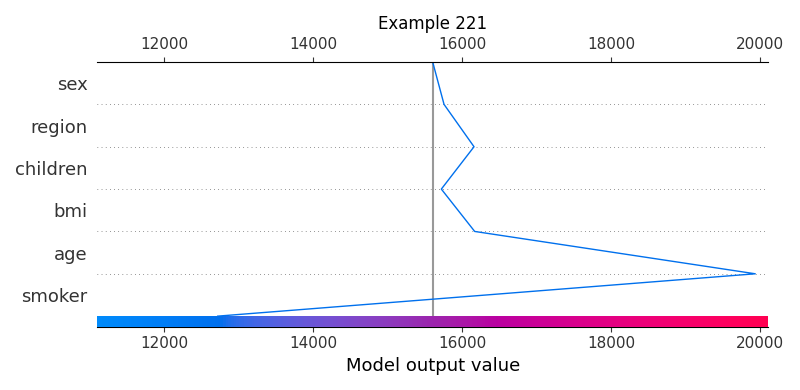 Example 221
12000 14000 16000 18000 20000
sex
region
children
bmi
age
smoker
12000 14000 16000 18000 20000
Model output value